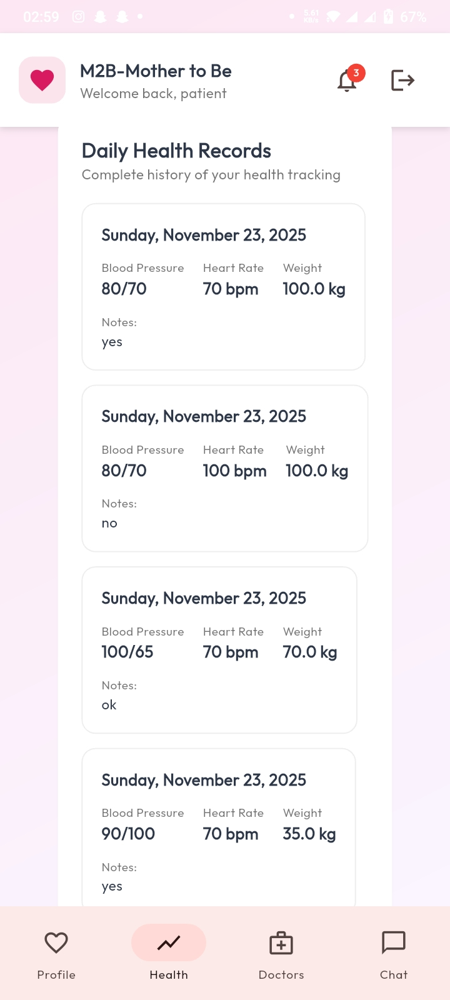 02:59
5.61
KB/s
67%
M2B-Mother to Be
3
Welcome back, patient
Daily Health Records
Complete history of your health tracking
Sunday, November 23, 2025
Blood Pressure Heart Rate Weight
80/70 70 bpm 100.0 kg
Notes:
yes
Sunday, November 23, 2025
Blood Pressure Heart Rate Weight
80/70 100 bpm 100.0 kg
Notes:
no
Sunday, November 23, 2025
Blood Pressure Heart Rate Weight
100/65 70 bpm 70.0 kg
Notes:
ok
Sunday, November 23, 2025
Blood Pressure Heart Rate Weight
90/100 70 bpm 35.0 kg
Notes:
yes
Profile Health Doctors Chat